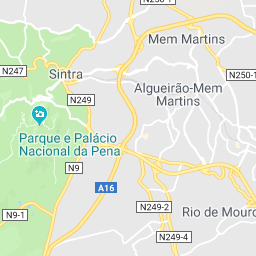 Mem Martins
N250
N247
Sintra
N250-1
Algueirão-Mem
Martins
N249
Parque e Palácio
Nacional da Pena
N9
A16
N249-2
N9-1
Rio de Mouro
N249-4